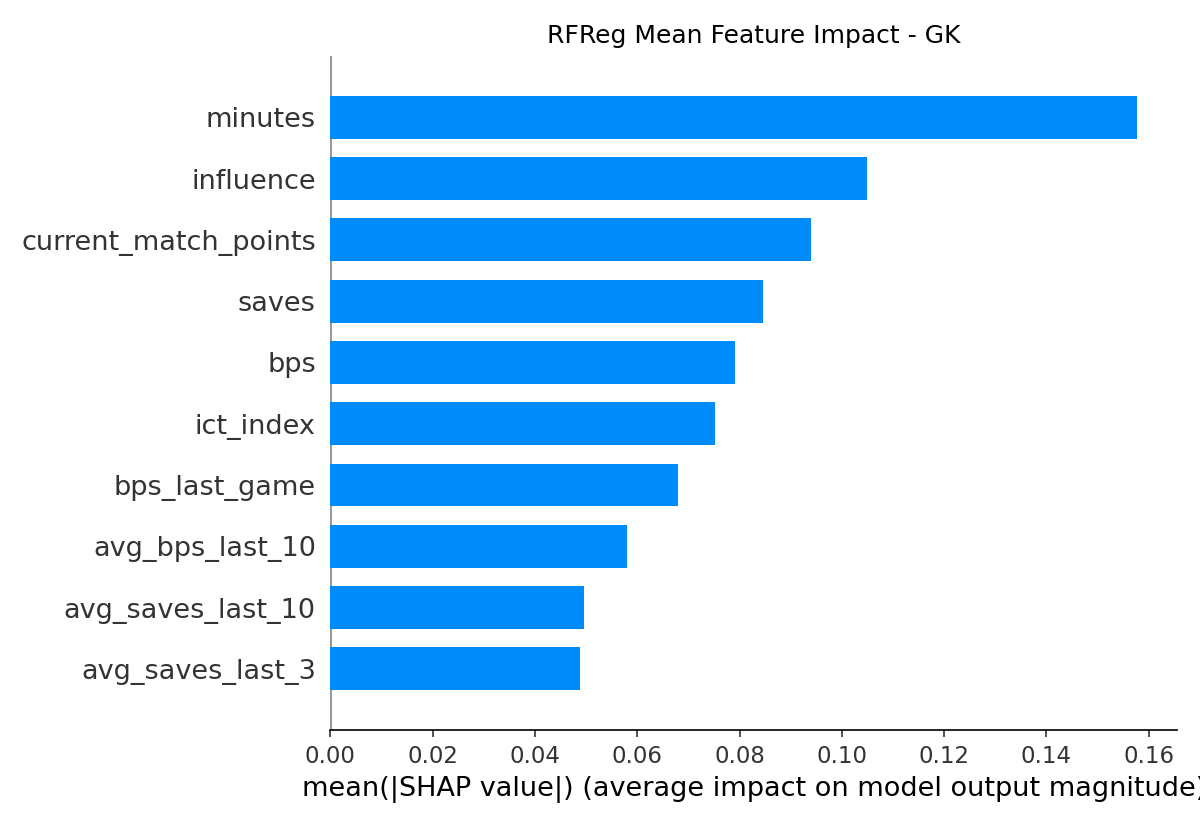 RFReg Mean Feature Impact - GK
minutes
influence
current_match_points
saves
bps
ict_index
bps_last_game
avg_bps_last_10
avg_saves_last_10
avg_saves_last_3
0.00 0.02 0.04 0.06 0.08 0.10 0.12 0.14 0.16
mean(|SHAP value|) (average impact on model output magnitude)